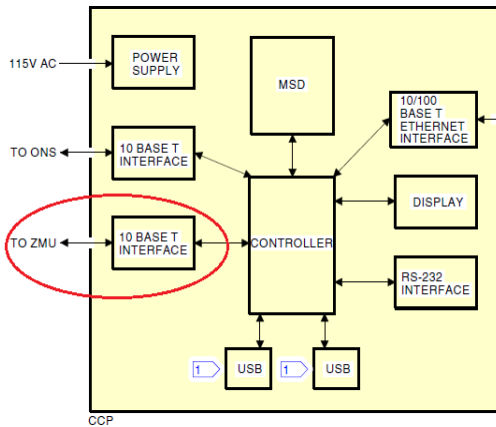 115V AC
POWER
SUPPLY
MSD
10/100
BASE T
ETHERNET
INTERFACE
TO ONS
10 BASE T
INTERFACE
DISPLAY
TO ZMU
10 BASE T
INTERFACE
CONTROLLER
RS-232
INTERFACE
1
USB
1
USB
CCP